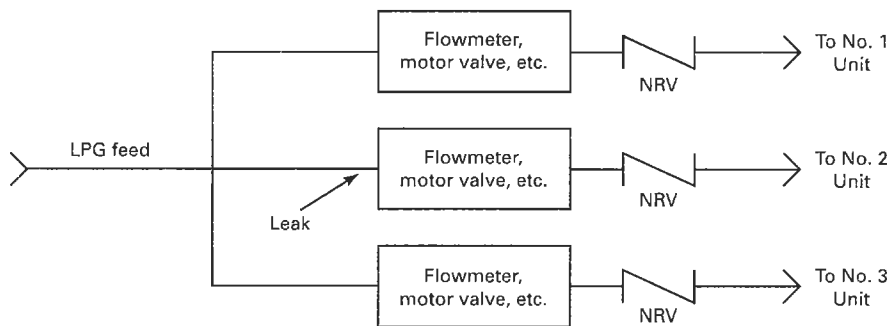 Flowmeter,
motor valve, etc.
NRV
To No. 1
Unit
LPG feed
Leak
Flowmeter,
motor valve, etc.
NRV
To No. 2
Unit
Flowmeter,
motor valve, etc.
NRV
To No. 3
Unit